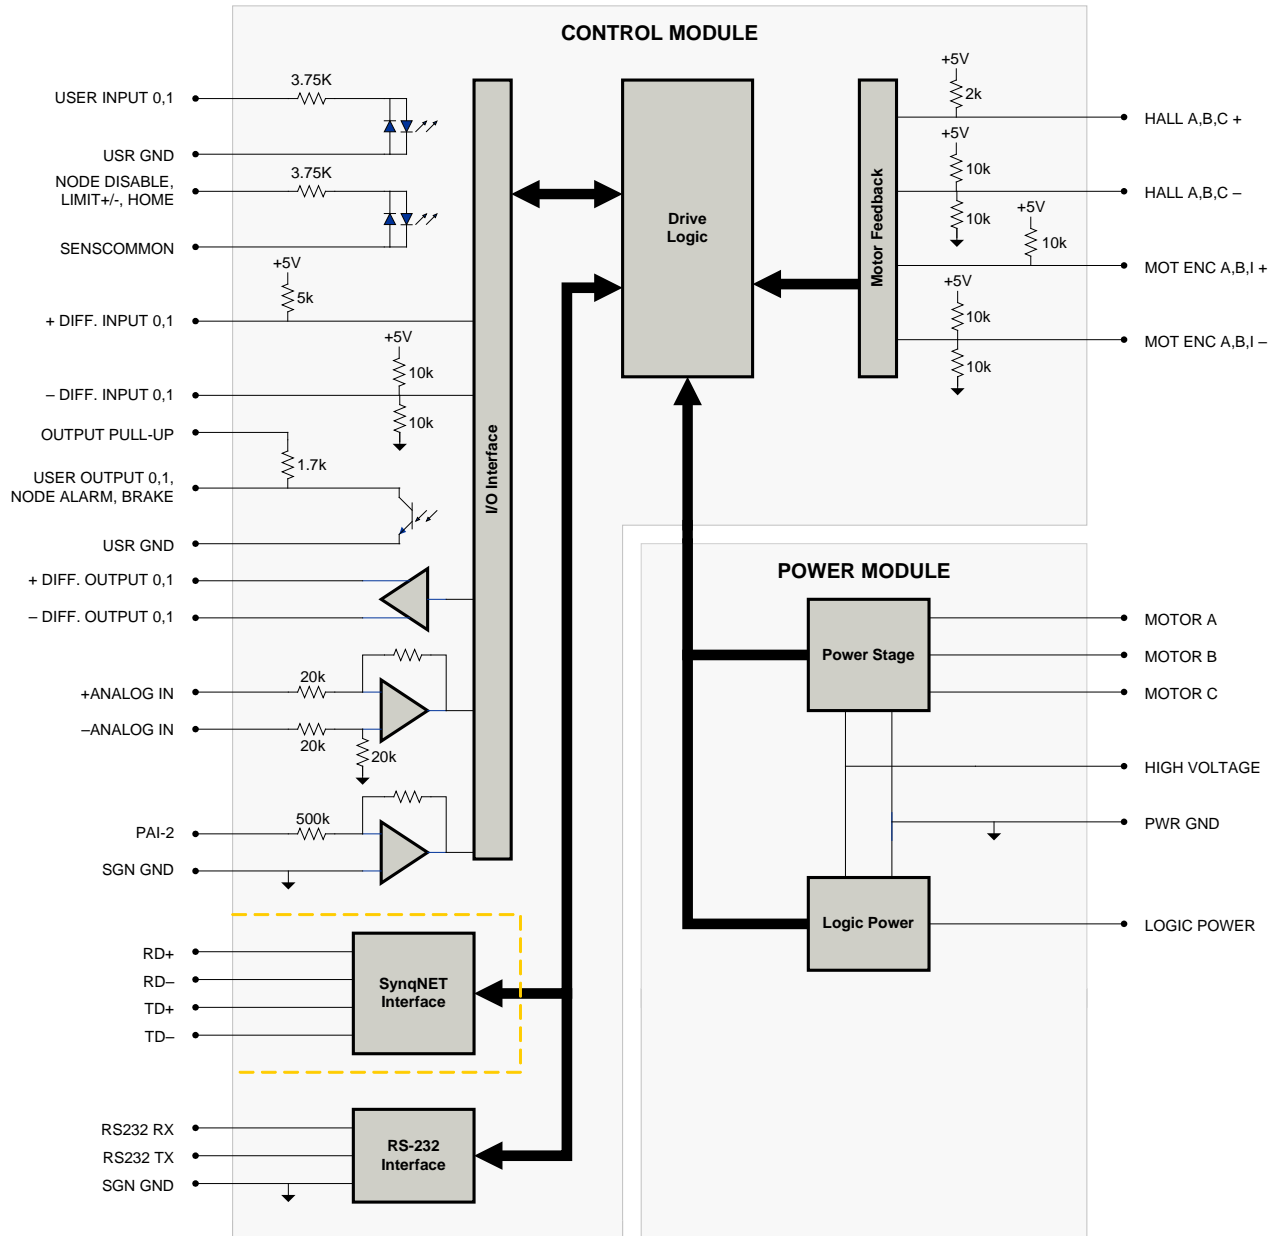 CONTROL MODULE
USER INPUT 0,1
3.75K
USR GND
NODE DISABLE,
LIMIT+/-, HOME
3.75K
SENSCOMMON
+5V
5k
+ DIFF. INPUT 0,1
+5V
10k
– DIFF. INPUT 0,1
10k
OUTPUT PULL-UP
1.7k
USER OUTPUT 0,1,
NODE ALARM, BRAKE
USR GND
+ DIFF. OUTPUT 0,1
– DIFF. OUTPUT 0,1
+ANALOG IN
20k
–ANALOG IN
20k
20k
PAI-2
500k
SGN GND
I/O Interface
RD+
RD–
TD+
TD–
SynqNET
Interface
RS232 RX
RS232 TX
SGN GND
RS-232
Interface
Drive
Logic
Motor Feedback
+5V
2k
HALL A,B,C +
+5V
10k
HALL A,B,C –
10k
+5V
10k
MOT ENC A,B,I +
+5V
10k
MOT ENC A,B,I –
10k
POWER MODULE
Power Stage
MOTOR A
MOTOR B
MOTOR C
HIGH VOLTAGE
PWR GND
Logic Power
LOGIC POWER